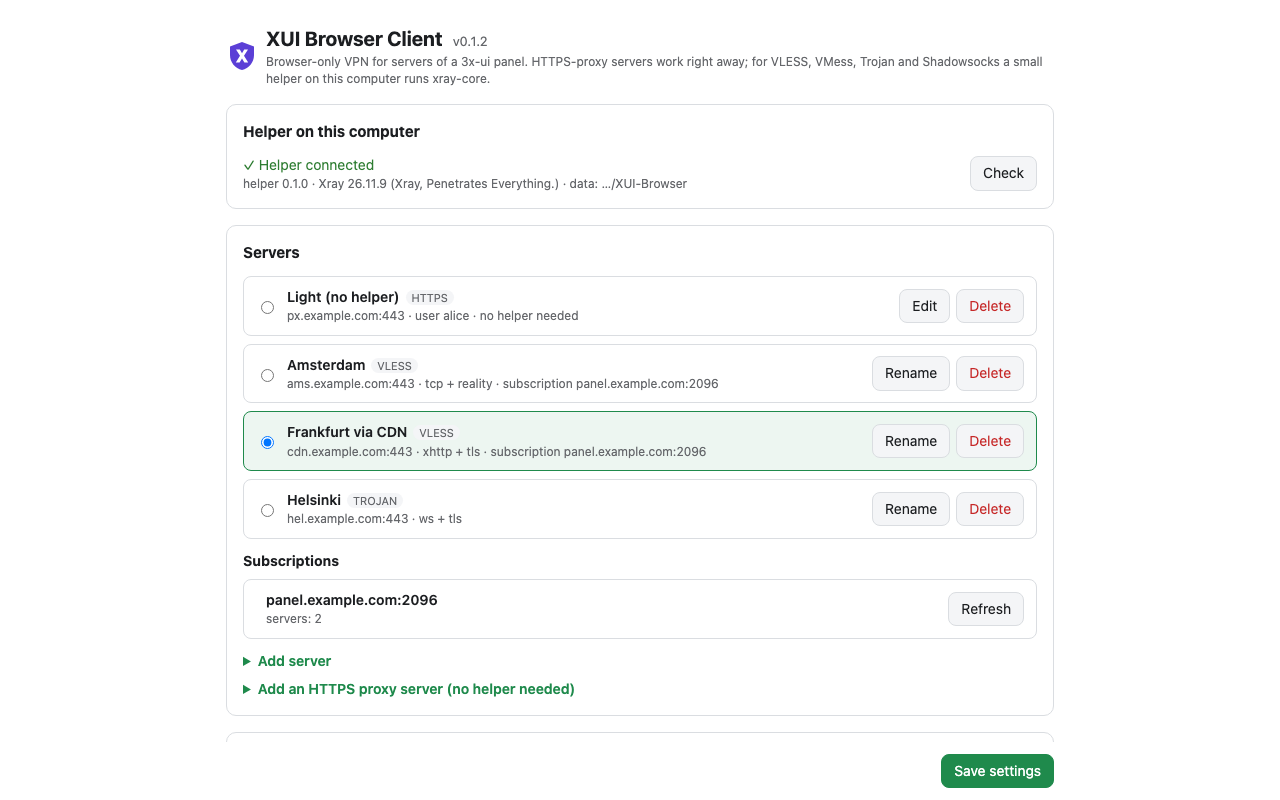 XUI Browser Client v0.1.2
Browser-only VPN for servers of a 3x-ui panel. HTTPS-proxy servers work right away; for VLESS, VMess, Trojan and Shadowsocks a small
helper on this computer runs xray-core.
Helper on this computer
✓ Helper connected
helper 0.1.0 · Xray 26.11.9 (Xray, Penetrates Everything.) · data: .../XUI-Browser
Check
Servers
Light (no helper) HTTPS
px.example.com:443 · user alice · no helper needed
Edit Delete
Amsterdam VLESS
ams.example.com:443 · tcp + reality · subscription panel.example.com:2096
Rename Delete
Frankfurt via CDN VLESS
cdn.example.com:443 · xhttp + tls · subscription panel.example.com:2096
Rename Delete
Helsinki TROJAN
hel.example.com:443 · ws + tls
Rename Delete
Subscriptions
panel.example.com:2096
servers: 2
Refresh
Add server
Add an HTTPS proxy server (no helper needed)
Save settings